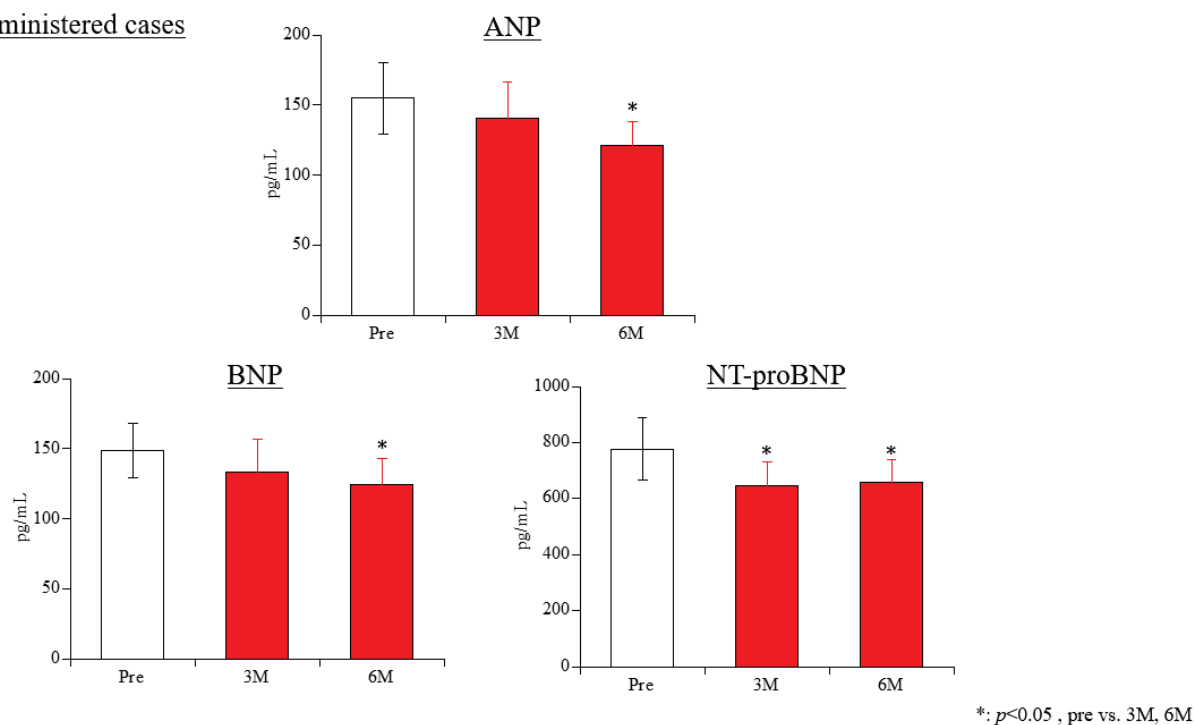 ministered cases
ANP
200
150
100
50
0
pg/mL
*
Pre 3M 6M
BNP
200
150
100
50
0
pg/mL
*
Pre 3M 6M
NT-proBNP
1000
800
600
400
200
0
pg/mL
* *
Pre 3M 6M
*: p<0.05 , pre vs. 3M, 6M